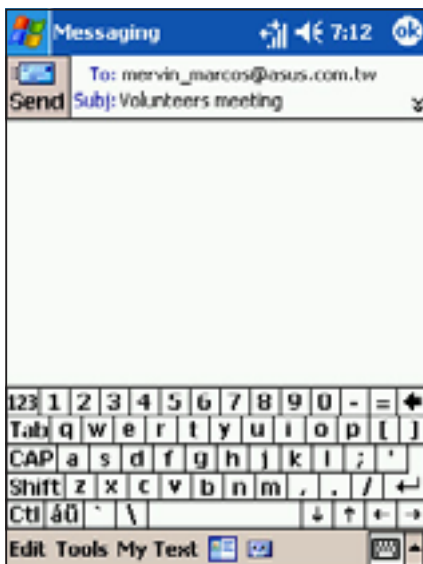 Messaging 7:12 ok
To: mervin_marcos@asus.com.tw
Send Subj: Volunteers meeting
123 1 2 3 4 5 6 7 8 9 0 - =
Tab q w e r t y u i o p [ ]
CAP a s d f g h j k l ; '
Shift z x c v b n m , . /
Ctl áü ` \
Edit Tools My Text